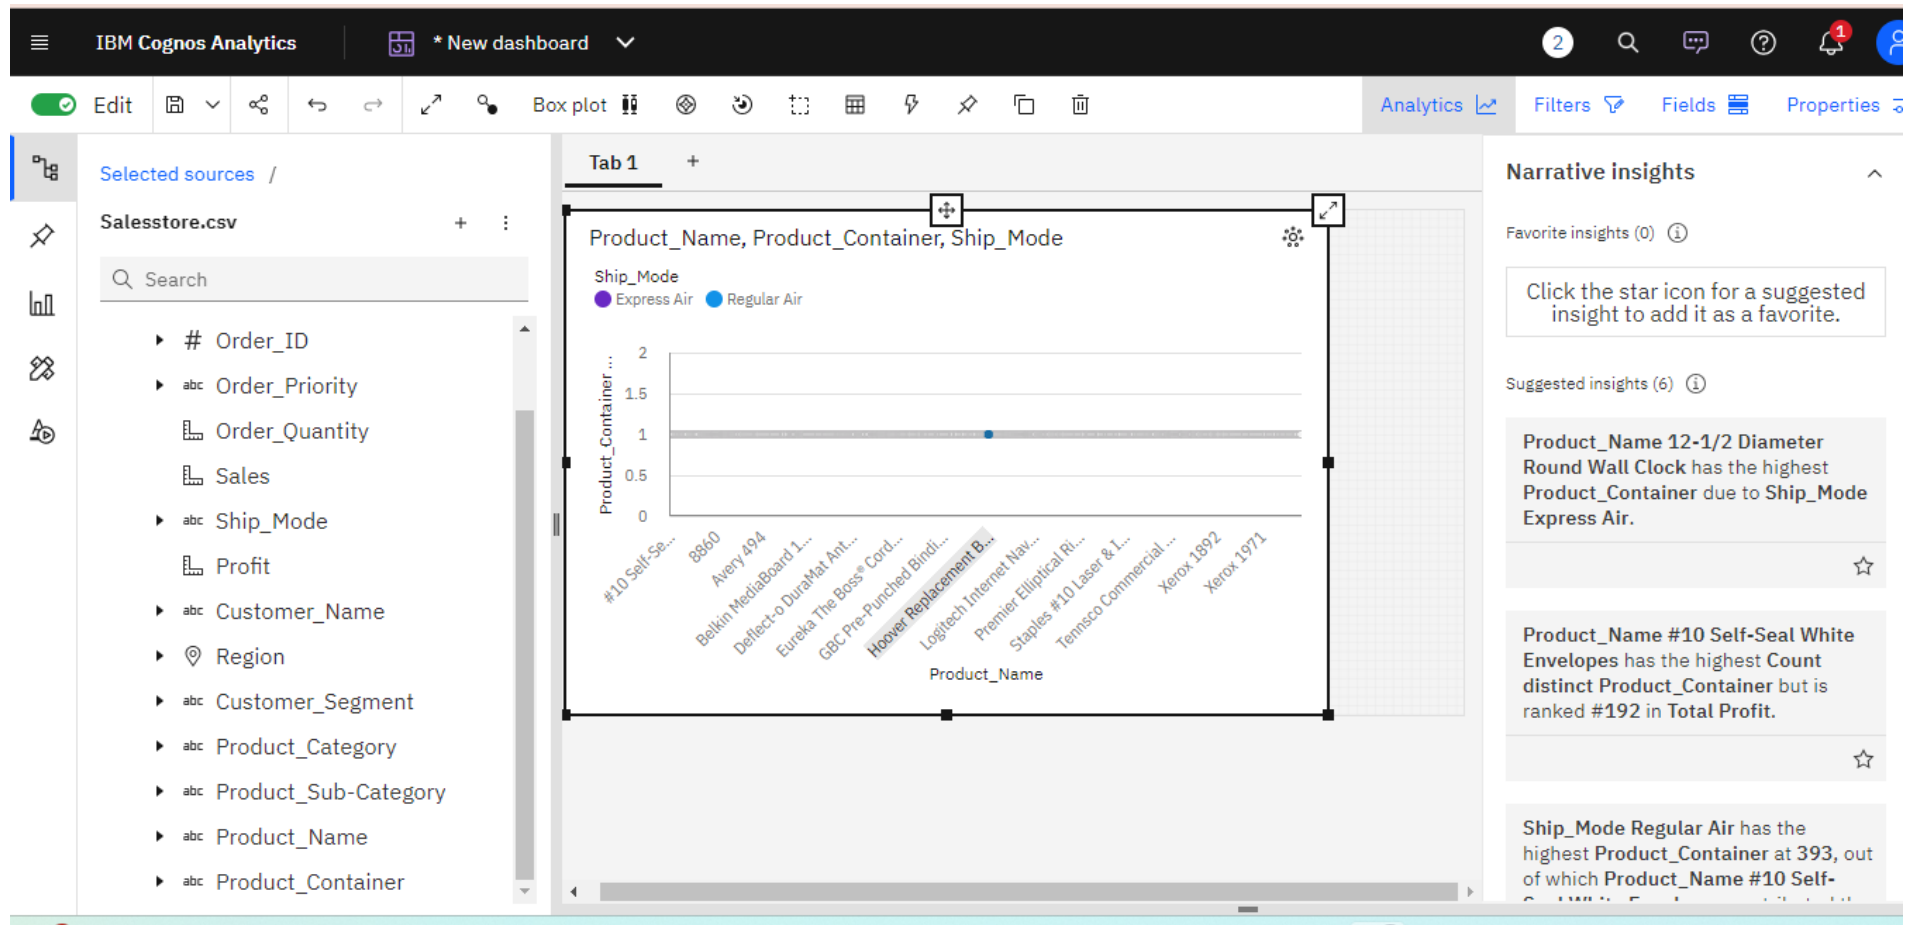 IBM Cognos Analytics
* New dashboard
2
1
Edit
Box plot
Analytics
Filters
Fields
Properties
Selected sources /
Salesstore.csv
Search
# Order_ID
abc Order_Priority
Order_Quantity
Sales
abc Ship_Mode
Profit
abc Customer_Name
Region
abc Customer_Segment
abc Product_Category
abc Product_Sub-Category
abc Product_Name
abc Product_Container
Tab 1
Product_Name, Product_Container, Ship_Mode
Ship_Mode
Express Air
Regular Air
Product_Container ...
2
1.5
1
0.5
0
#10 Self-Se...
8860
Avery 494
Belkin MediaBoard 1...
Deflect-o DuraMat Ant...
Eureka The Boss® Cord...
GBC Pre-Punched Bindi...
Hoover Replacement B...
Logitech Internet Nav...
Premier Elliptical Ri...
Staples #10 Laser & I...
Tennsco Commercial ...
Xerox 1892
Xerox 1971
Product_Name
Narrative insights
Favorite insights (0)
Click the star icon for a suggested
insight to add it as a favorite.
Suggested insights (6)
Product_Name 12-1/2 Diameter
Round Wall Clock has the highest
Product_Container due to Ship_Mode
Express Air.
Product_Name #10 Self-Seal White
Envelopes has the highest Count
distinct Product_Container but is
ranked #192 in Total Profit.
Ship_Mode Regular Air has the
highest Product_Container at 393, out
of which Product_Name #10 Self-